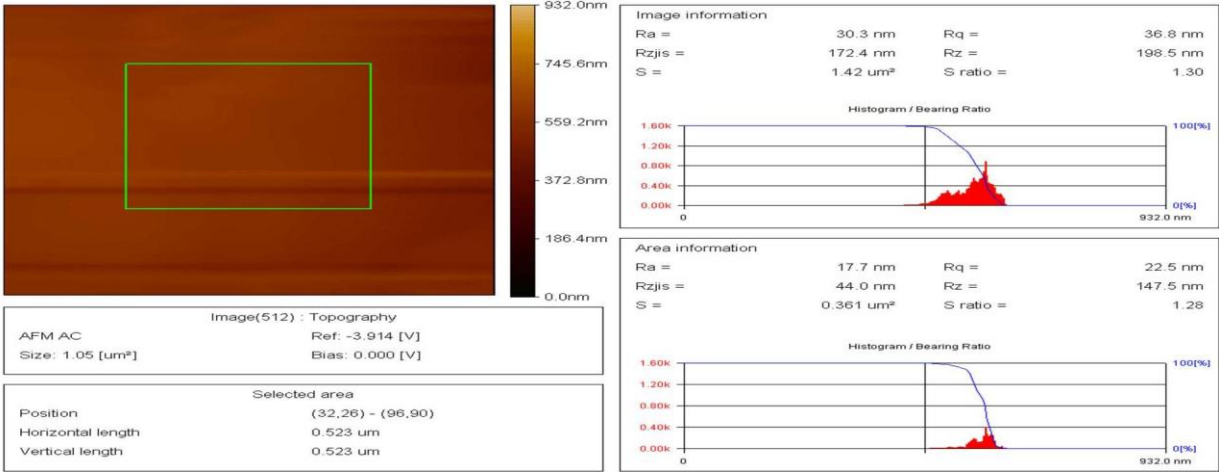 932.0nm
745.6nm
559.2nm
372.8nm
186.4nm
0.0nm
Image(512) : Topography
AFM AC Ref: -3.914 [V]
Size: 1.05 [um²] Bias: 0.000 [V]
Selected area
Position (32,26) - (96,90)
Horizontal length 0.523 um
Vertical length 0.523 um
Image information
Ra = 30.3 nm Rq = 36.8 nm
Rzjis = 172.4 nm Rz = 198.5 nm
S = 1.42 um² S ratio = 1.30
Histogram / Bearing Ratio
1.60k 100[%]
1.20k
0.80k
0.40k
0.00k 0[%]
0 932.0 nm
Area information
Ra = 17.7 nm Rq = 22.5 nm
Rzjis = 44.0 nm Rz = 147.5 nm
S = 0.361 um² S ratio = 1.28
Histogram / Bearing Ratio
1.60k 100[%]
1.20k
0.80k
0.40k
0.00k 0[%]
0 932.0 nm